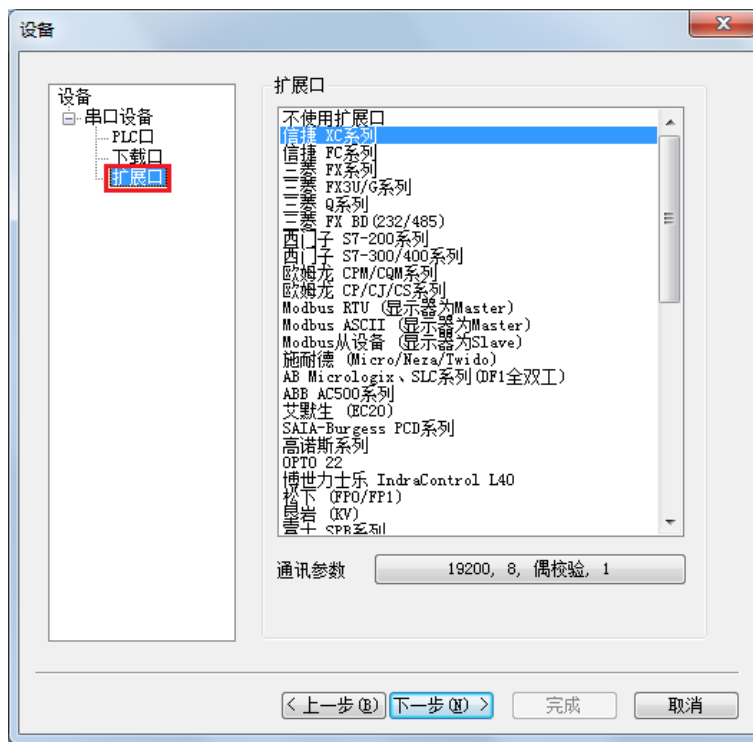 设备
设备
串口设备
PLC口
下载口
扩展口
扩展口
不使用扩展口
信捷 XC系列
信捷 FC系列
三菱 FX系列
三菱 FX3U/G系列
三菱 Q系列
三菱 FX BD(232/485)
西门子 S7-200系列
西门子 S7-300/400系列
欧姆龙 CPM/CQM系列
欧姆龙 CP/CJ/CS系列
Modbus RTU (显示器为Master)
Modbus ASCII (显示器为Master)
Modbus从设备 (显示器为Slave)
施耐德 (Micro/Neza/Twido)
AB Micrologix、SLC系列(DF1全双工)
ABB AC500系列
艾默生 (EC20)
SAIA-Burgess PCD系列
高诺斯系列
OPTO 22
博世力士乐 IndraControl L40
松下 (FP0/FP1)
(KV)
SPB系列
通讯参数
19200, 8, 偶校验, 1
< 上一步(B)
下一步(N) >
完成
取消